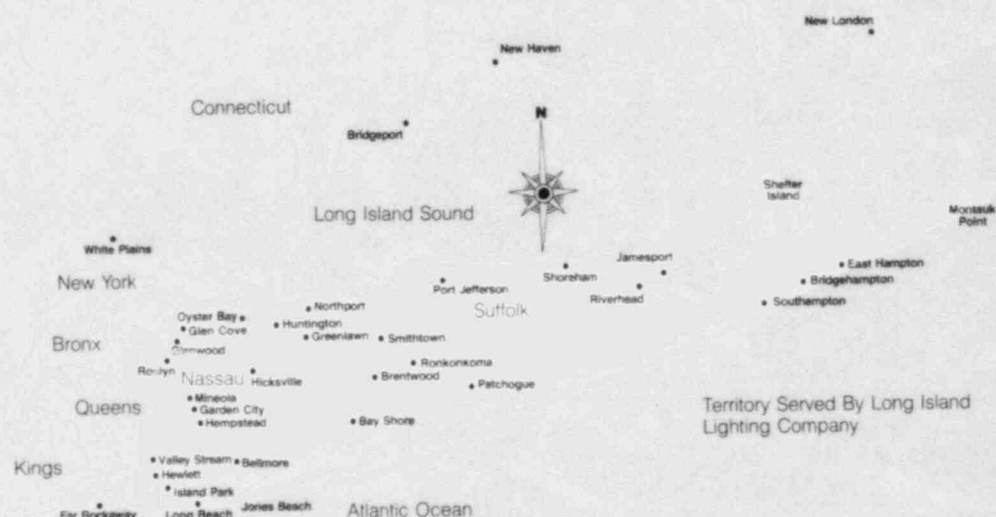 New London
New Haven
Connecticut
Bridgeport
N
Shelter
Island
Long Island Sound
Montauk
Point
White Plains
New York
Jamesport
Shoreham
East Hampton
Bridgehampton
Port Jefferson
Riverhead
Southampton
Suffolk
Northport
Oyster Bay
Huntington
Glen Cove
Greenlawn
Smithtown
Bronx
Glenwood
Roslyn
Ronkonkoma
Nassau
Hicksville
Brentwood
Patchogue
Mineola
Queens
Garden City
Hempstead
Bay Shore
Territory Served By Long Island
Lighting Company
Valley Stream
Bellmore
Kings
Hewlett
Island Park
Far Rockaway
Long Beach
Jones Beach
Atlantic Ocean